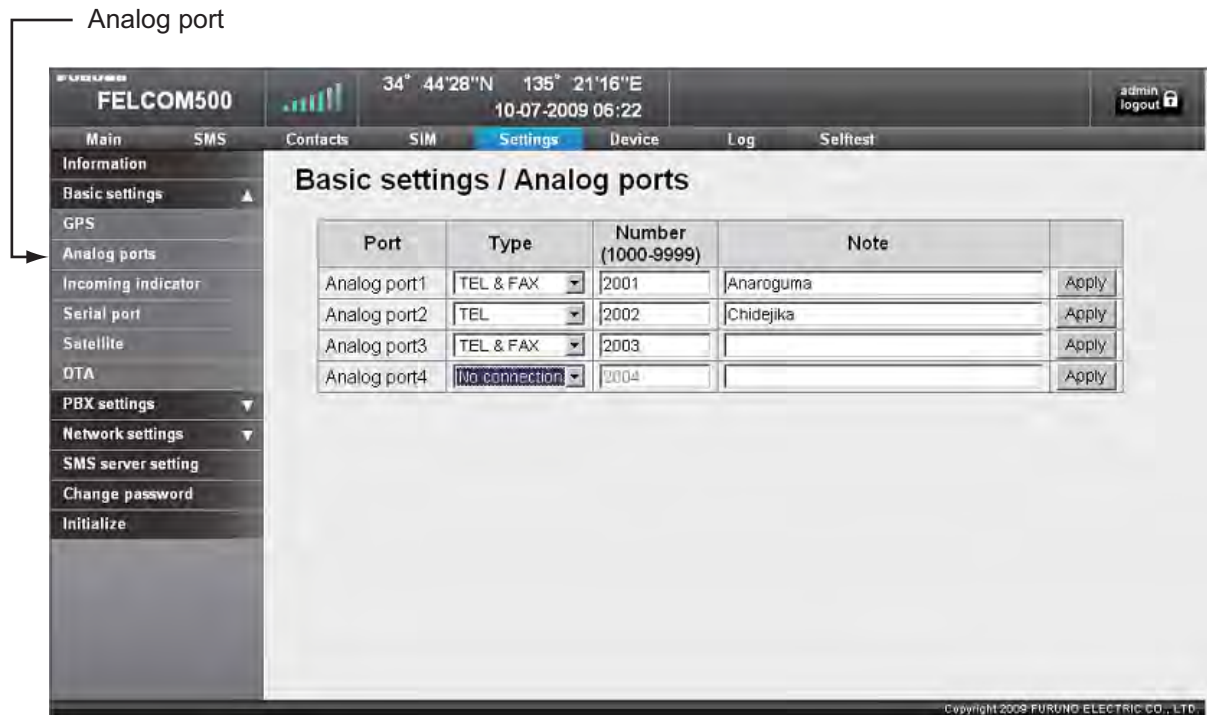 Analog port
FURUNO
FELCOM500
34° 44'28"N 135° 21'16"E
10-07-2009 06:22
admin
logout
Main SMS Contacts SIM Settings Device Log Selftest
Information
Basic settings ▲
GPS
Analog ports
Incoming indicator
Serial port
Satellite
OTA
PBX settings ▼
Network settings ▼
SMS server setting
Change password
Initialize
Basic settings / Analog ports
Port Type Number (1000-9999) Note
Analog port1 TEL & FAX 2001 Anaroguma Apply
Analog port2 TEL 2002 Chidejika Apply
Analog port3 TEL & FAX 2003 Apply
Analog port4 No connection 2004 Apply
Copyright 2009 FURUNO ELECTRIC CO., LTD.